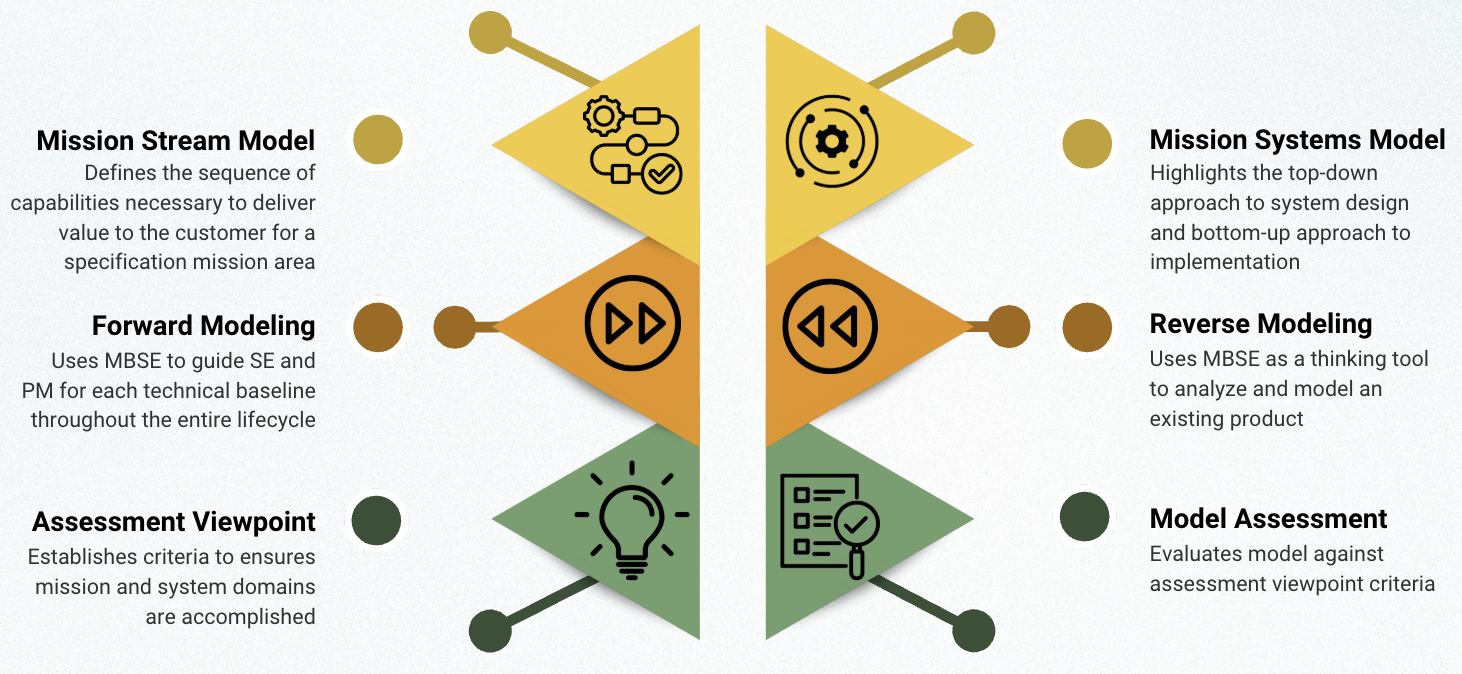 Mission Stream Model
Defines the sequence of
capabilities necessary to deliver
value to the customer for a
specification mission area
Forward Modeling
Uses MBSE to guide SE and
PM for each technical baseline
throughout the entire lifecycle
Assessment Viewpoint
Establishes criteria to ensures
mission and system domains
are accomplished
Mission Systems Model
Highlights the top-down
approach to system design
and bottom-up approach to
implementation
Reverse Modeling
Uses MBSE as a thinking tool
to analyze and model an
existing product
Model Assessment
Evaluates model against
assessment viewpoint criteria